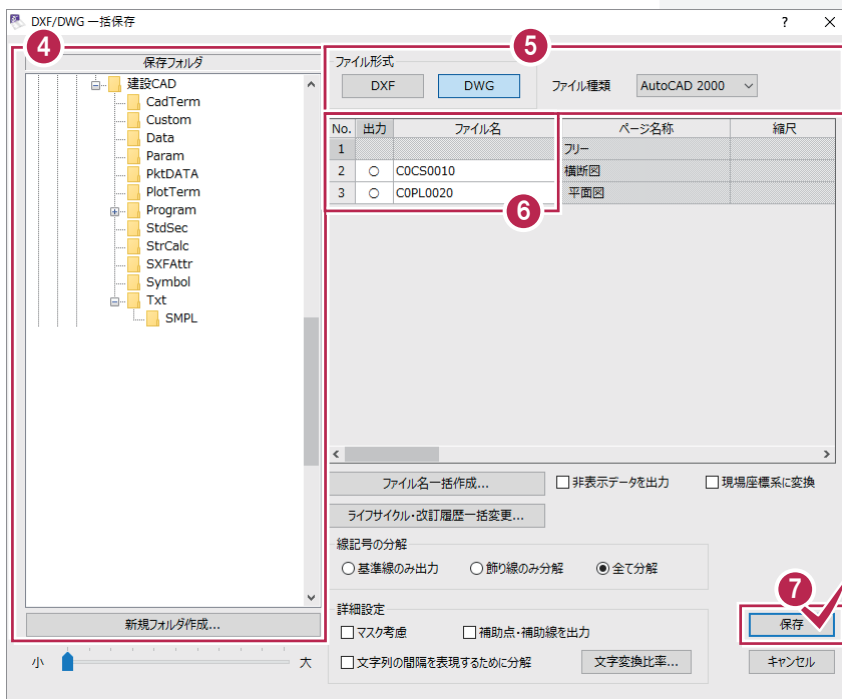 DXF/DWG 一括保存
?
4
保存フォルダ
建設CAD
CadTerm
Custom
Data
Param
PktDATA
PlotTerm
Program
StdSec
StrCalc
SXFAttr
Symbol
Txt
SMPL
新規フォルダ作成...
小 大
5
ファイル形式
DXF DWG ファイル種類 AutoCAD 2000
No. 出力 ファイル名 ページ名称 縮尺
1 フリー
2 ○ C0CS0010 横断図
3 ○ C0PL0020 平面図
6
ファイル名一括作成... 非表示データを出力 現場座標系に変換
ライフサイクル・改訂履歴一括変更...
線記号の分解
基準線のみ出力 飾り線のみ分解 全て分解
7
詳細設定
マスク考慮 補助点・補助線を出力
文字列の間隔を表現するために分解 文字変換比率...
保存
キャンセル